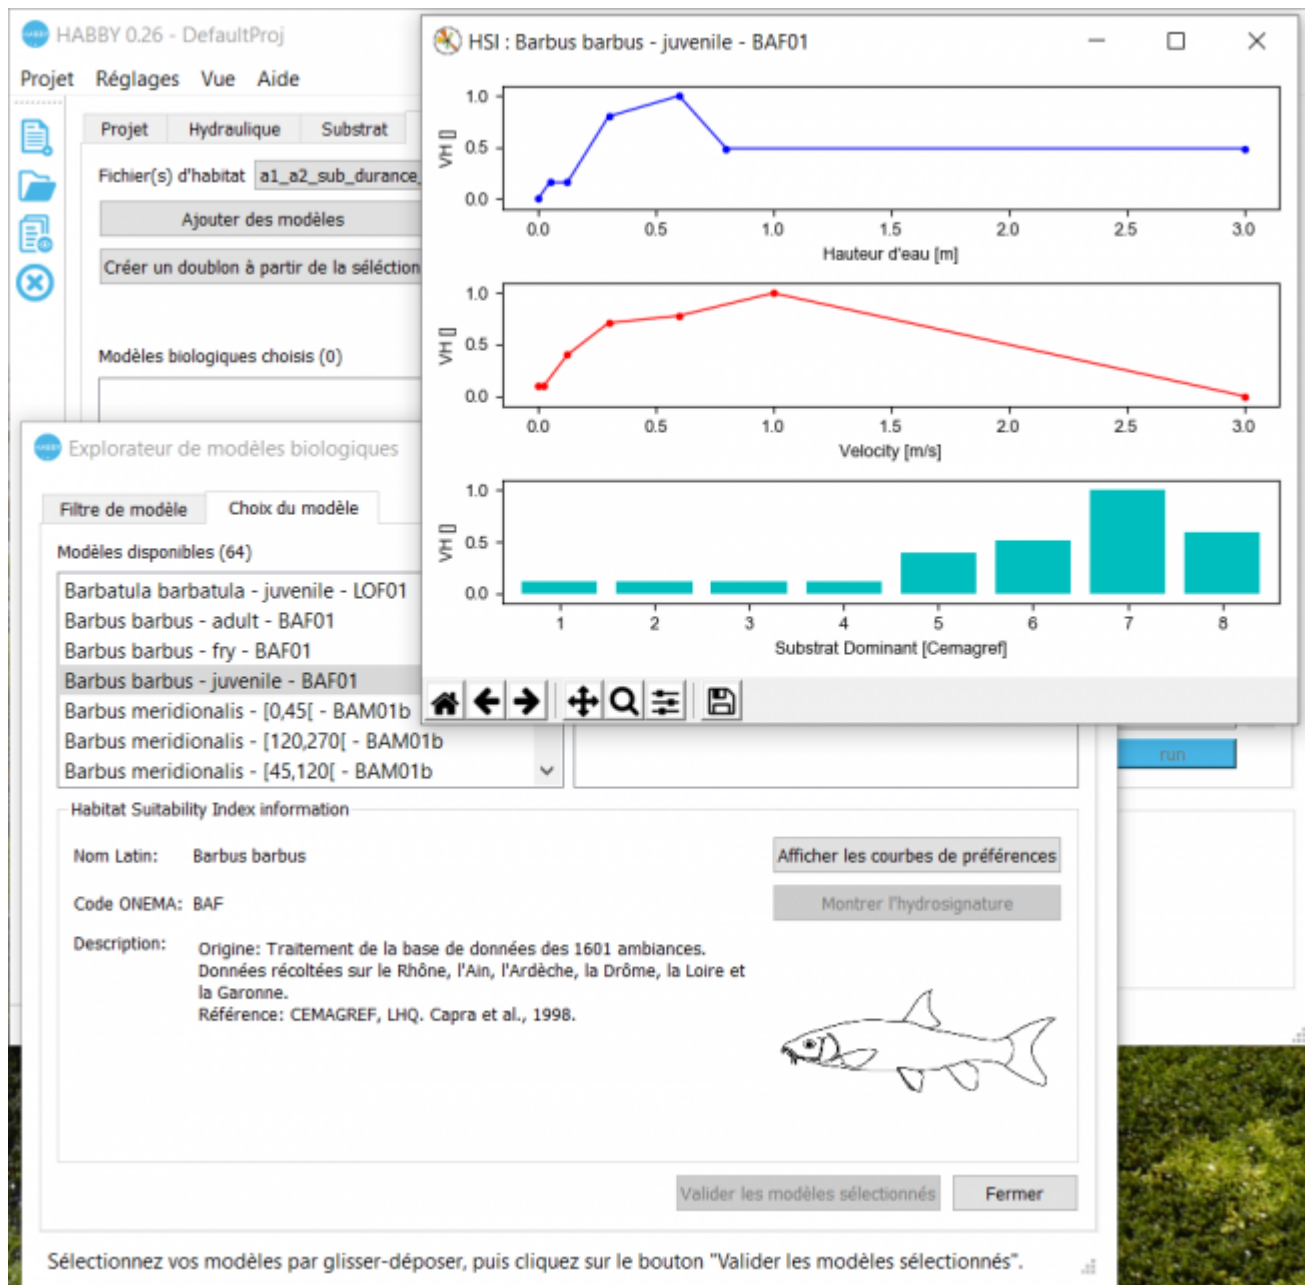 HABBY 0.26 - DefaultProj
Projet Réglages Vue Aide
Projet Hydraulique Substrat
Fichier(s) d'habitat a1_a2_sub_durance_
Ajouter des modèles
Créer un doublon à partir de la séléction
Modèles biologiques choisis (0)
HSI : Barbus barbus - juvenile - BAF01
1.0
0.5
0.0
VH []
0.0 0.5 1.0 1.5 2.0 2.5 3.0
Hauteur d'eau [m]
1.0
0.5
0.0
VH []
0.0 0.5 1.0 1.5 2.0 2.5 3.0
Velocity [m/s]
1.0
0.5
0.0
VH []
1 2 3 4 5 6 7 8
Substrat Dominant [Cemagref]
Explorateur de modèles biologiques
Filtre de modèle Choix du modèle
Modèles disponibles (64)
Barbatula barbatula - juvenile - LOF01
Barbus barbus - adult - BAF01
Barbus barbus - fry - BAF01
Barbus barbus - juvenile - BAF01
Barbus meridionalis - [0,45[ - BAM01b
Barbus meridionalis - [120,270[ - BAM01b
Barbus meridionalis - [45,120[ - BAM01b
run
Habitat Suitability Index information
Nom Latin: Barbus barbus
Afficher les courbes de préférences
Code ONEMA: BAF
Montrer l'hydrosignature
Description:
Origine: Traitement de la base de données des 1601 ambiances.
Données récoltées sur le Rhône, l'Ain, l'Ardèche, la Drôme, la Loire et
la Garonne.
Référence: CEMAGREF, LHQ. Capra et al., 1998.
Valider les modèles sélectionnés Fermer
Sélectionnez vos modèles par glisser-déposer, puis cliquez sur le bouton "Valider les modèles sélectionnés".